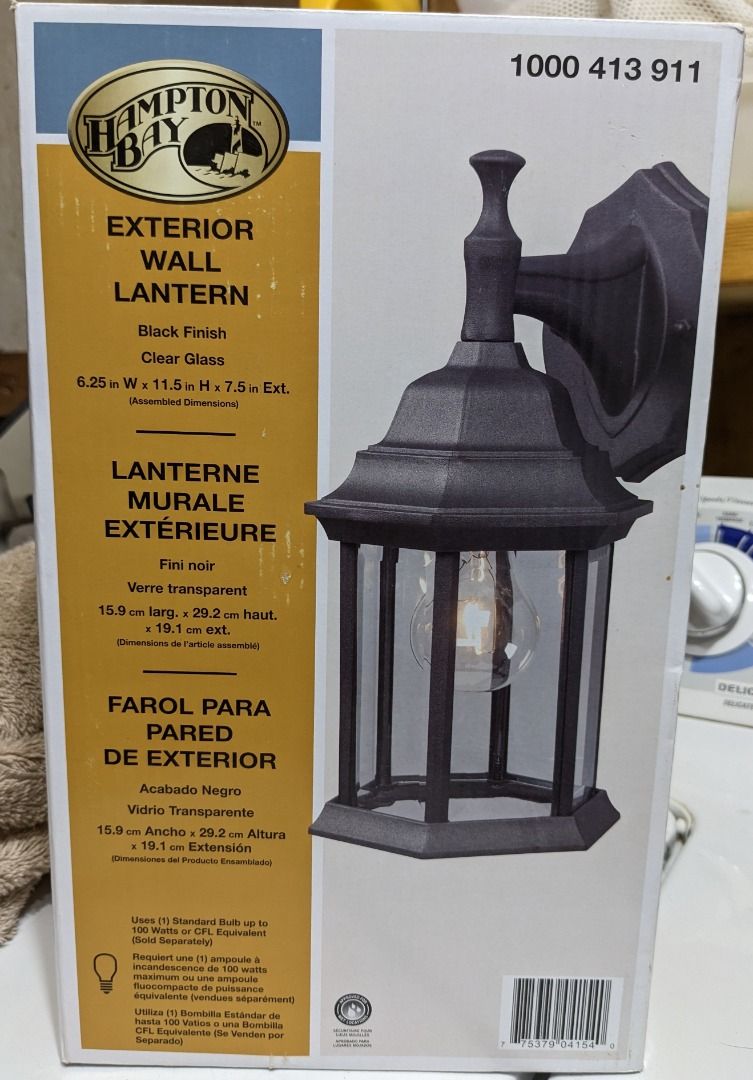 1000 413 911
HAMPTON
BAY™
EXTERIOR
WALL
LANTERN
Black Finish
Clear Glass
6.25 in W x 11.5 in H x 7.5 in Ext.
(Assembled Dimensions)
LANTERNE
MURALE
EXTÉRIEURE
Fini noir
Verre transparent
15.9 cm larg. x 29.2 cm haut.
x 19.1 cm ext.
(Dimensions de l'article assemblé)
FAROL PARA
PARED
DE EXTERIOR
Acabado Negro
Vidrio Transparente
15.9 cm Ancho x 29.2 cm Altura
x 19.1 cm Extensión
(Dimensiones del Producto Ensamblado)
Uses (1) Standard Bulb up to
100 Watts or CFL Equivalent
(Sold Separately)
Requiert une (1) ampoule à
incandescence de 100 watts
maximum ou une ampoule
fluocompacte de puissance
équivalente (vendues séparément)
Utiliza (1) Bombilla Estándar de
hasta 100 Vatios o una Bombilla
CFL Equivalente (Se Venden por
Separado)
APROBADO PARA
LUGARES MOJADOS
7 75379 04154 0
DELIC